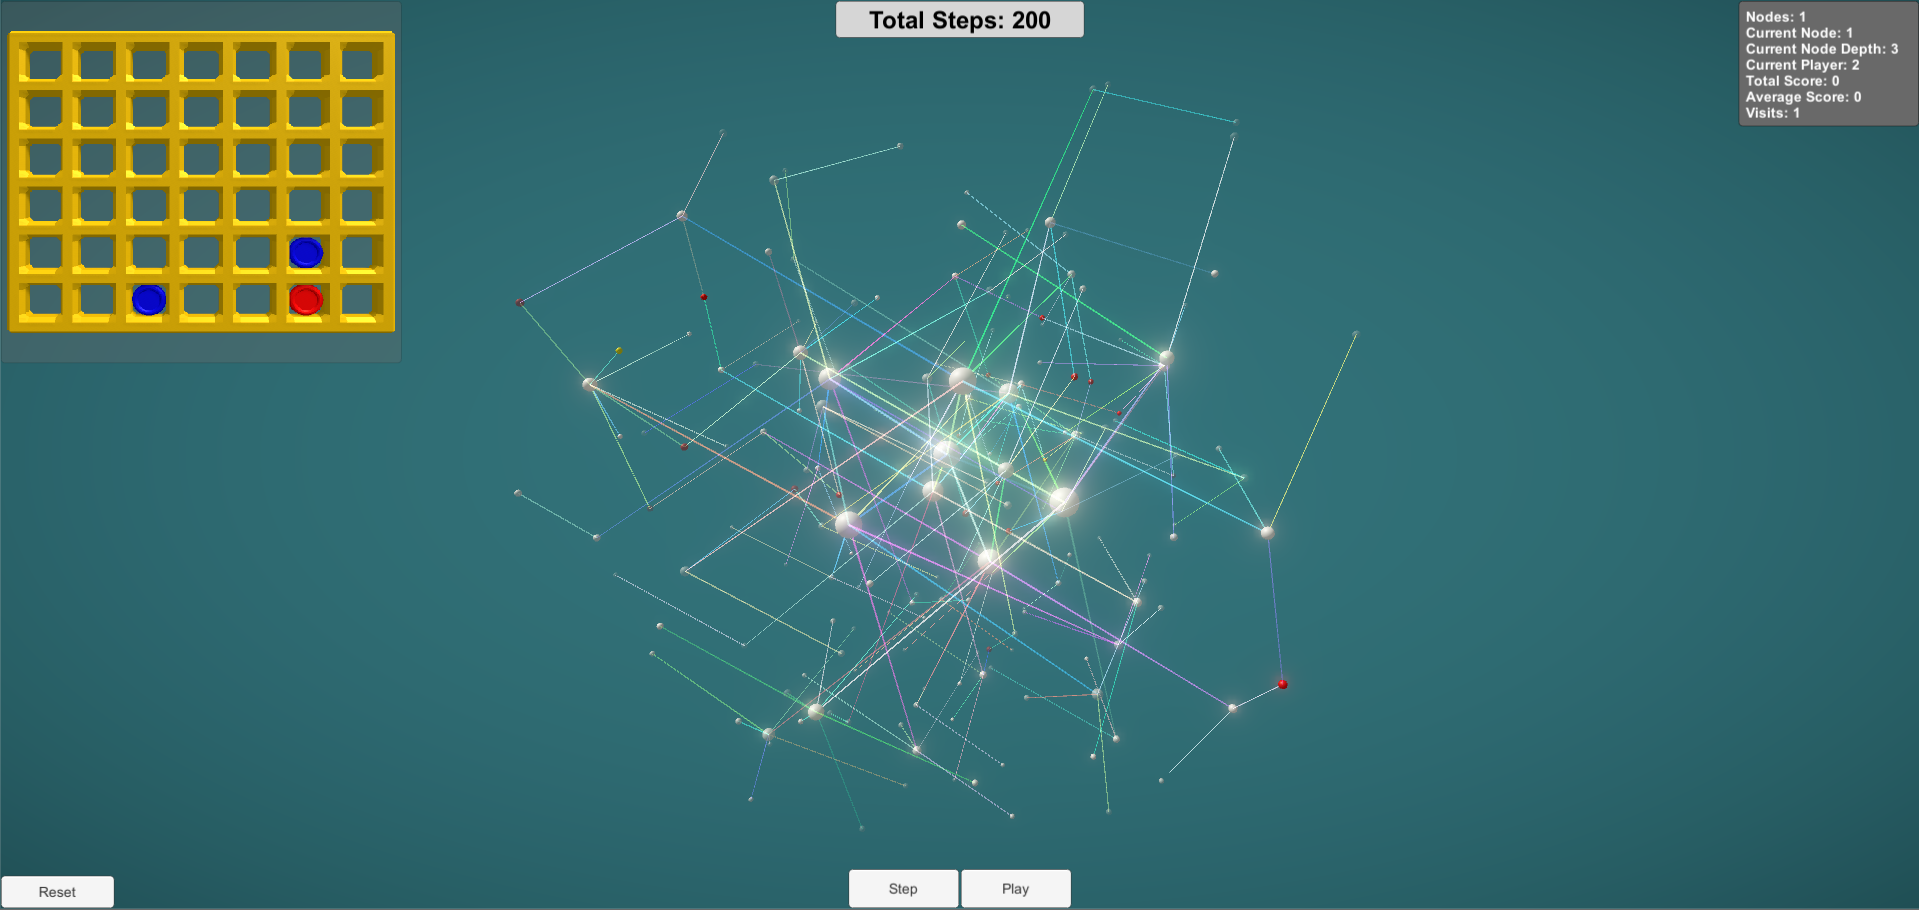 Total Steps: 200
Nodes: 1
Current Node: 1
Current Node Depth: 3
Current Player: 2
Total Score: 0
Average Score: 0
Visits: 1
Reset
Step
Play